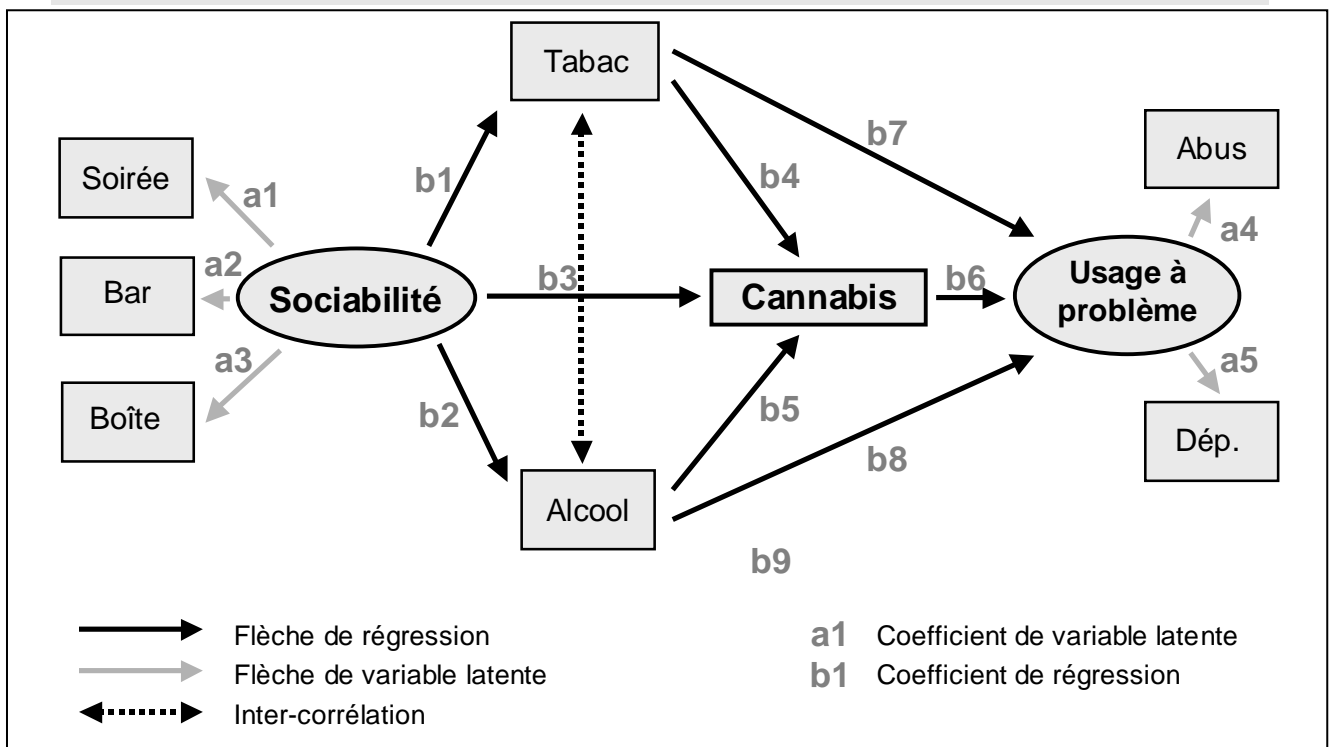 Tabac
Soirée
Bar
Boîte
Sociabilité
Alcool
Cannabis
Usage à
problème
Abus
Dép.
a1
a2
a3
b1
b2
b3
b4
b5
b6
b7
b8
b9
a4
a5
Flèche de régression
Flèche de variable latente
Inter-corrélation
a1 Coefficient de variable latente
b1 Coefficient de régression